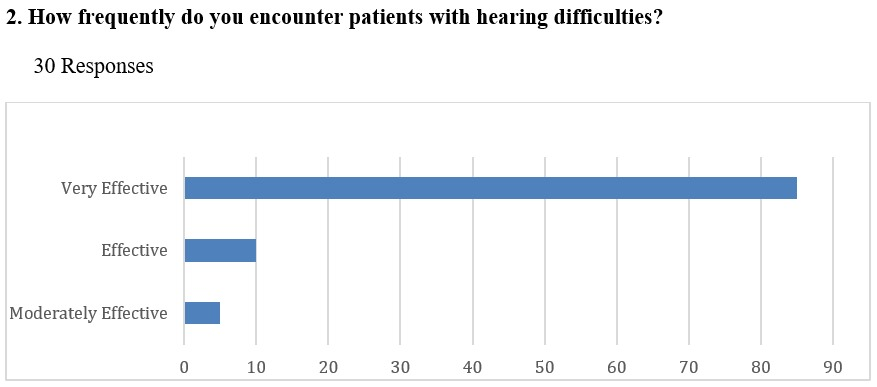 2. How frequently do you encounter patients with hearing difficulties?
30 Responses
Very Effective
Effective
Moderately Effective
0 10 20 30 40 50 60 70 80 90